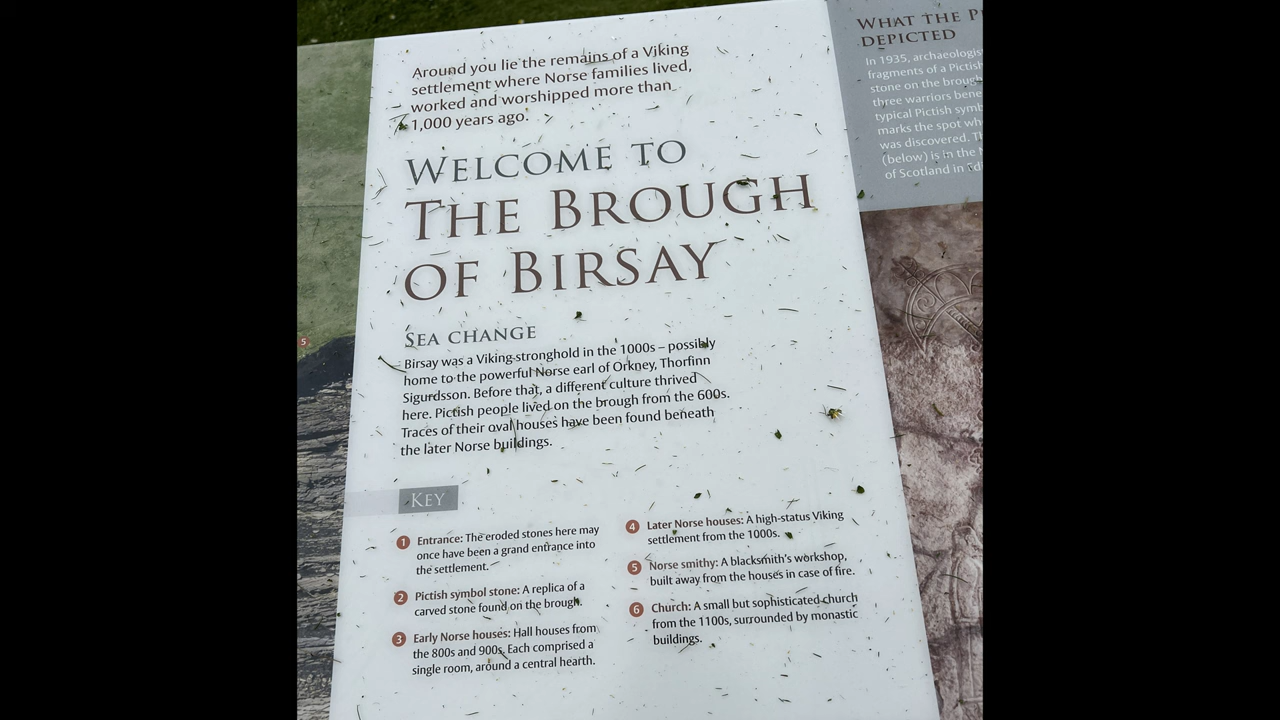 Around you lie the remains of a Viking
settlement where Norse families lived,
worked and worshipped more than
1,000 years ago.
WELCOME TO
THE BROUGH
OF BIRSAY
SEA CHANGE
Birsay was a Viking stronghold in the 1000s – possibly
home to the powerful Norse earl of Orkney, Thorfinn
Sigurdsson. Before that, a different culture thrived
here. Pictish people lived on the brough from the 600s.
Traces of their oval houses have been found beneath
the later Norse buildings.
KEY
1 Entrance: The eroded stones here may
once have been a grand entrance into
the settlement.
2 Pictish symbol stone: A replica of a
carved stone found on the brough.
3 Early Norse houses: Hall houses from
the 800s and 900s. Each comprised a
single room, around a central hearth.
4 Later Norse houses: A high-status Viking
settlement from the 1000s.
5 Norse smithy: A blacksmith's workshop,
built away from the houses in case of fire.
6 Church: A small but sophisticated church
from the 1100s, surrounded by monastic
buildings.
WHAT THE
DEPICTED
In 1935,
fragments of a Pictish
stone on the
three warriors
typical Pictish
marks the spot
was discovered.
(below) is in the
of Scotland in
5